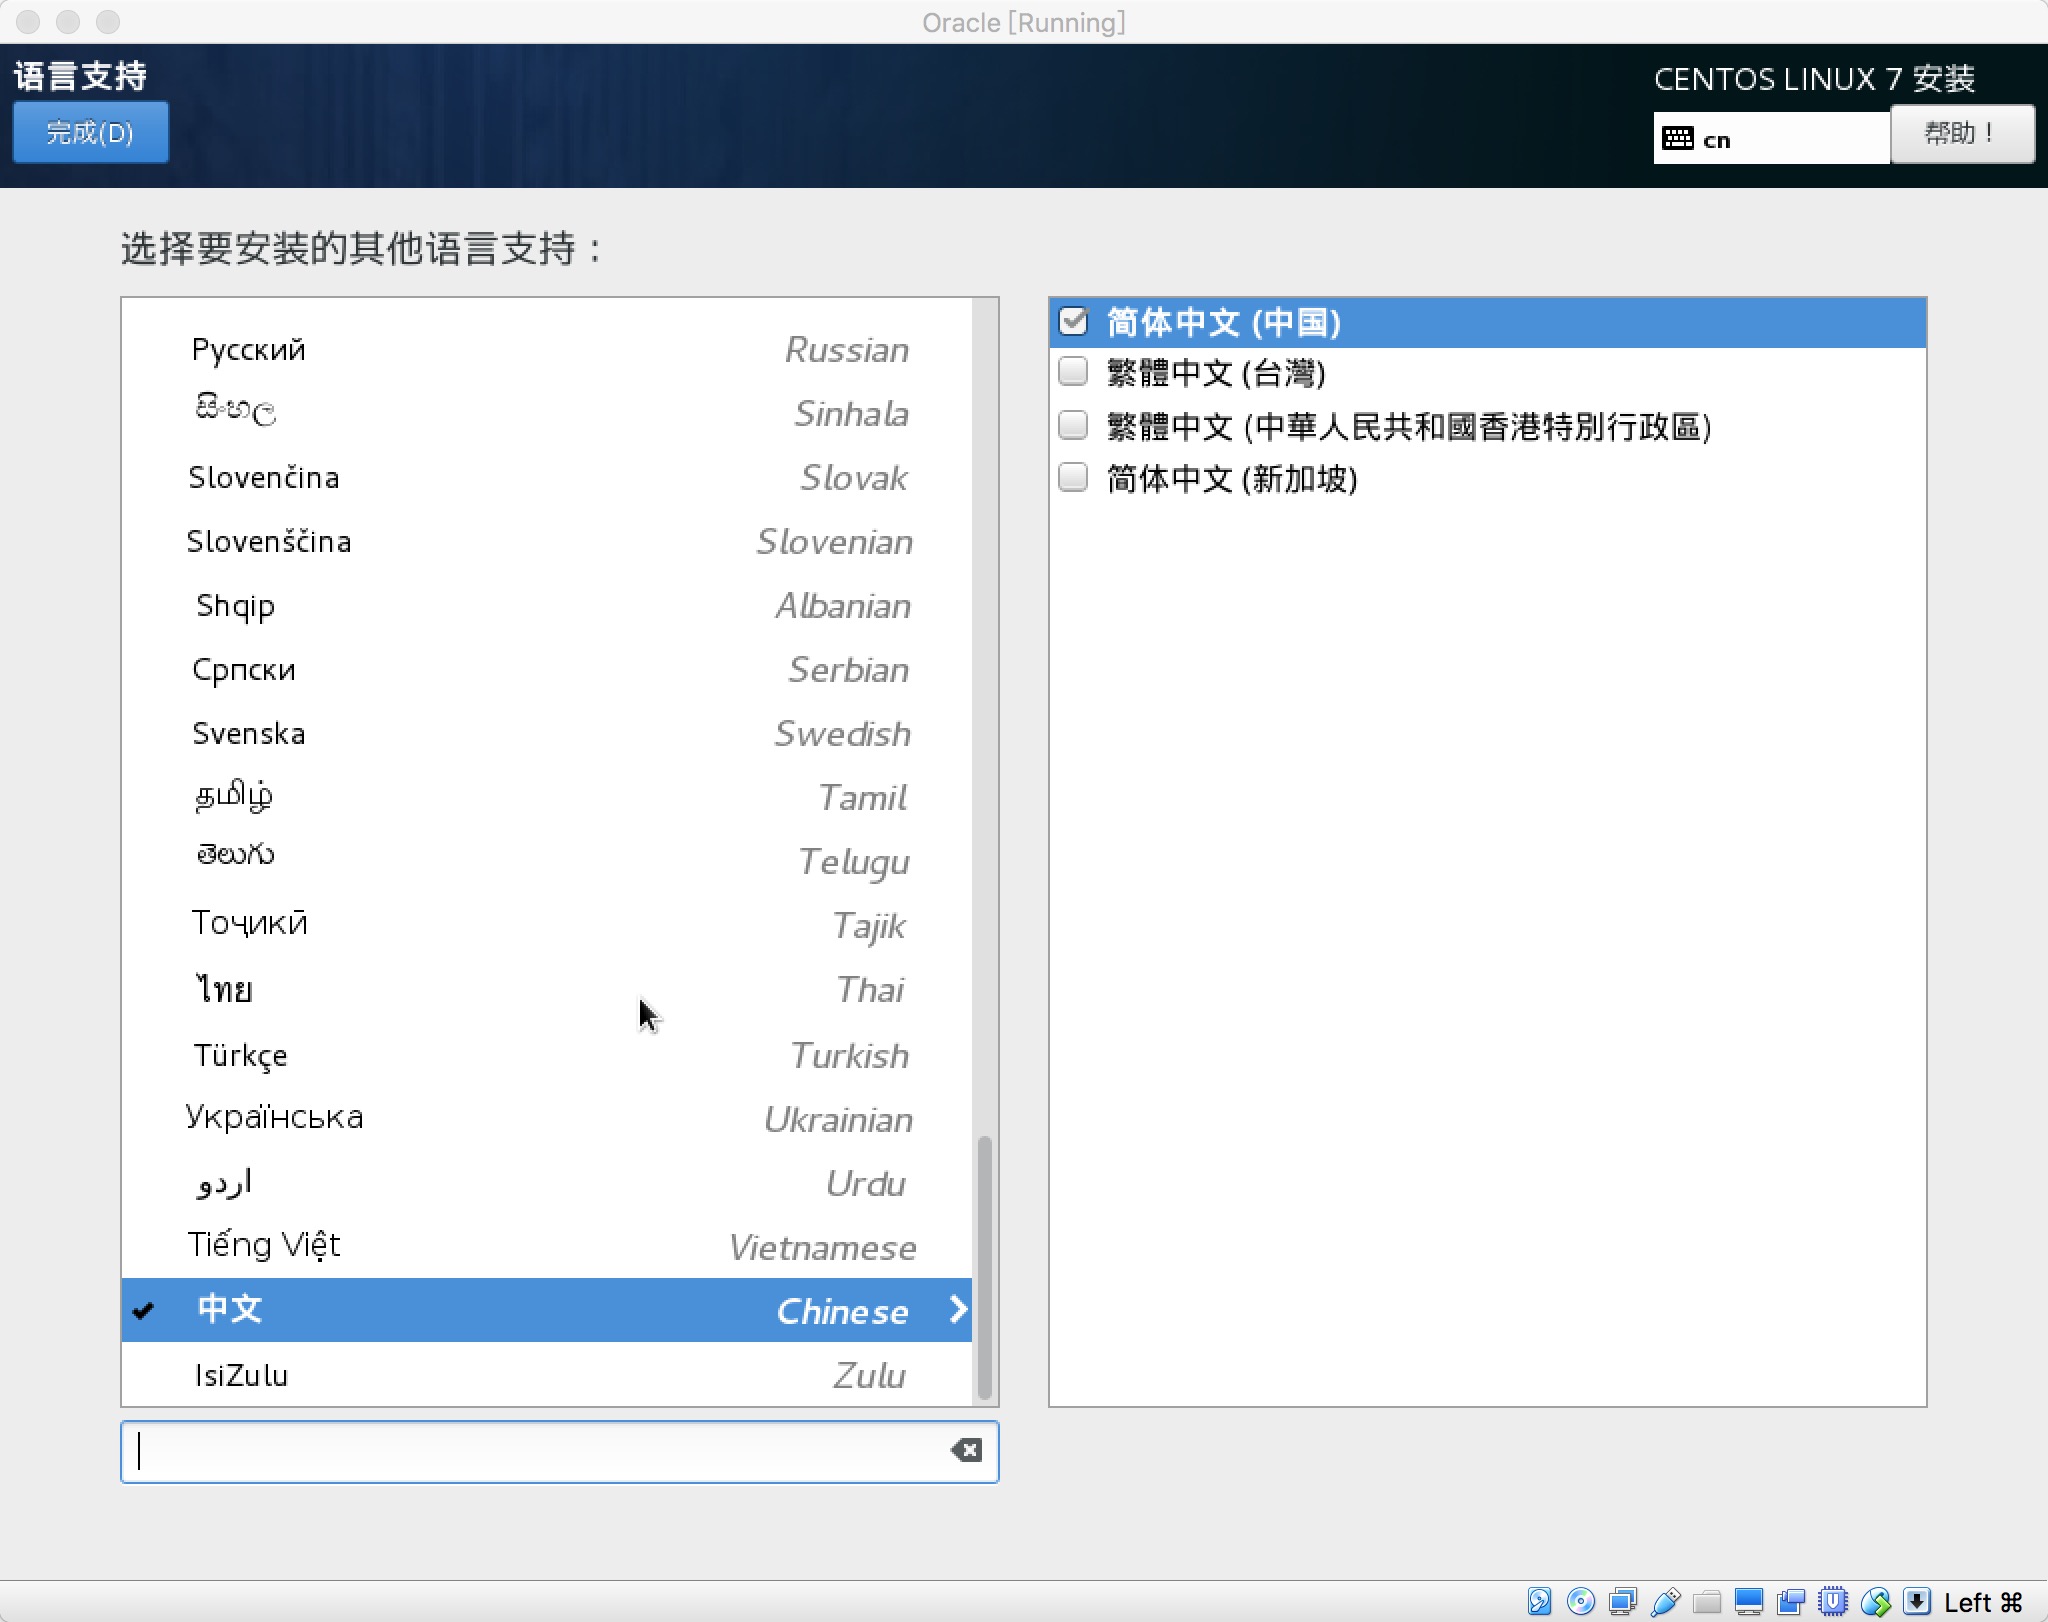 Oracle [Running]
语言支持
CENTOS LINUX 7 安装
完成(D)
cn
帮助！
选择要安装的其他语言支持：
Русский Russian
සිංහල Sinhala
Slovenčina Slovak
Slovenščina Slovenian
Shqip Albanian
Српски Serbian
Svenska Swedish
தமிழ் Tamil
తెలుగు Telugu
Тоҷикӣ Tajik
ไทย Thai
Türkçe Turkish
Українська Ukrainian
اردو Urdu
Tiếng Việt Vietnamese
中文 Chinese
IsiZulu Zulu
简体中文 (中国)
繁體中文 (台灣)
繁體中文 (中華人民共和國香港特別行政區)
简体中文 (新加坡)
Left ⌘